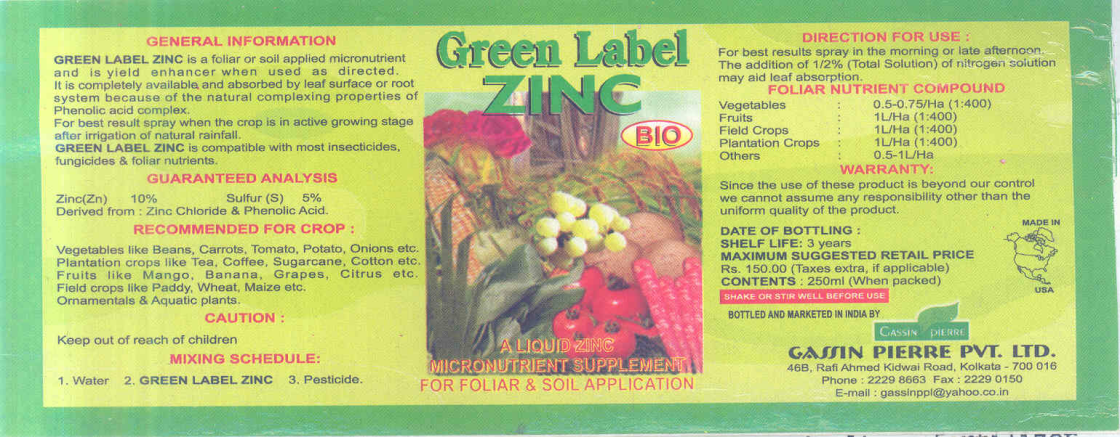 GENERAL INFORMATION
GREEN LABEL ZINC is a foliar or soil applied micronutrient
and is yield enhancer when used as directed.
It is completely available, and absorbed by leaf surface or root
system because of the natural complexing properties of
Phenolic acid complex.
For best result spray when the crop is in active growing stage
after irrigation of natural rainfall.
GREEN LABEL ZINC is compatible with most insecticides,
fungicides & foliar nutrients.
GUARANTEED ANALYSIS
Zinc(Zn) 10% Sulfur (S) 5%
Derived from : Zinc Chloride & Phenolic Acid.
RECOMMENDED FOR CROP :
Vegetables like Beans, Carrots, Tomato, Potato, Onions etc.
Plantation crops like Tea, Coffee, Sugarcane, Cotton etc.
Fruits like Mango, Banana, Grapes, Citrus etc.
Field crops like Paddy, Wheat, Maize etc.
Ornamentals & Aquatic plants.
CAUTION :
Keep out of reach of children
MIXING SCHEDULE:
1. Water 2. GREEN LABEL ZINC 3. Pesticide.
Green Label
ZINC
BIO
A LIQUID ZINC
MICRONUTRIENT SUPPLEMENT
FOR FOLIAR & SOIL APPLICATION
DIRECTION FOR USE :
For best results spray in the morning or late afternoon.
The addition of 1/2% (Total Solution) of nitrogen solution
may aid leaf absorption.
FOLIAR NUTRIENT COMPOUND
Vegetables : 0.5-0.75/Ha (1:400)
Fruits : 1L/Ha (1:400)
Field Crops : 1L/Ha (1:400)
Plantation Crops : 1L/Ha (1:400)
Others : 0.5-1L/Ha
WARRANTY:
Since the use of these product is beyond our control
we cannot assume any responsibility other than the
uniform quality of the product.
DATE OF BOTTLING :
SHELF LIFE: 3 years
MAXIMUM SUGGESTED RETAIL PRICE
Rs. 150.00 (Taxes extra, if applicable)
CONTENTS : 250ml (When packed)
SHAKE OR STIR WELL BEFORE USE
MADE IN
USA
BOTTLED AND MARKETED IN INDIA BY
GASSIN PIERRE
GASSIN PIERRE PVT. LTD.
46B, Rafi Ahmed Kidwai Road, Kolkata - 700 016
Phone : 2229 8663 Fax : 2229 0150
E-mail : gassinppl@yahoo.co.in